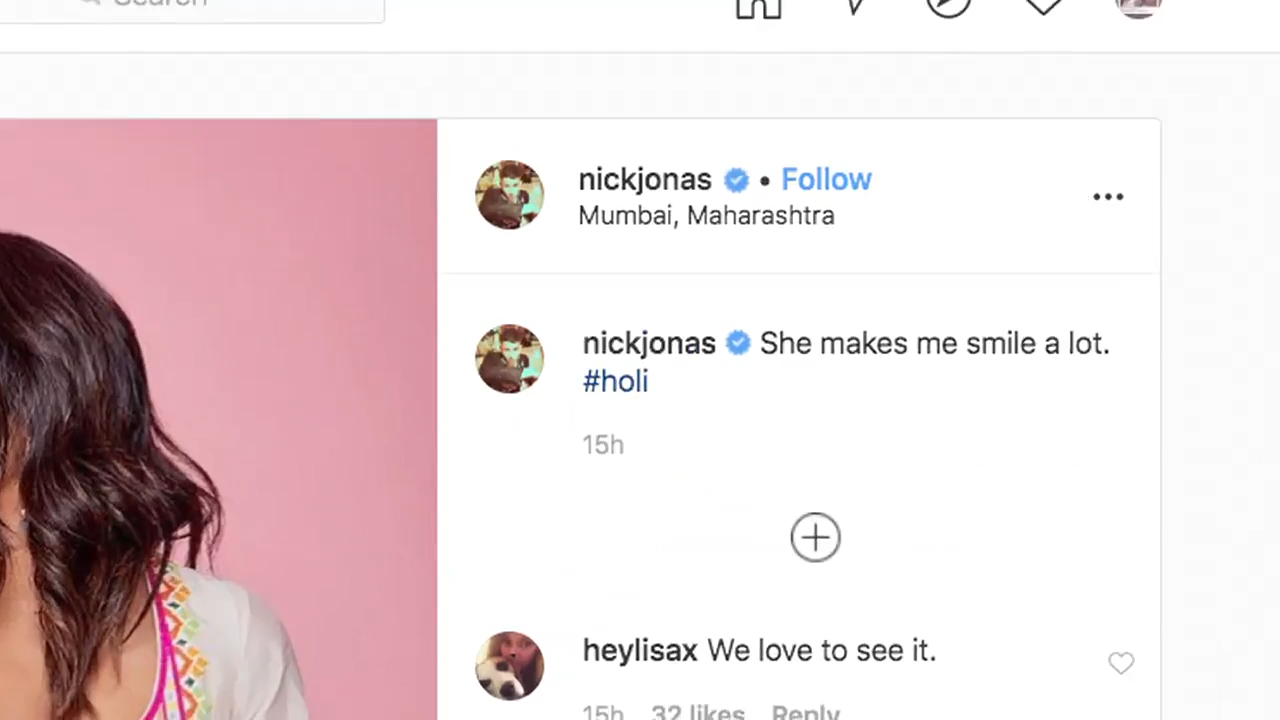 Search
nickjonas • Follow
Mumbai, Maharashtra
nickjonas She makes me smile a lot.
#holi
15h
heylisax We love to see it.
15h 32 likes Reply